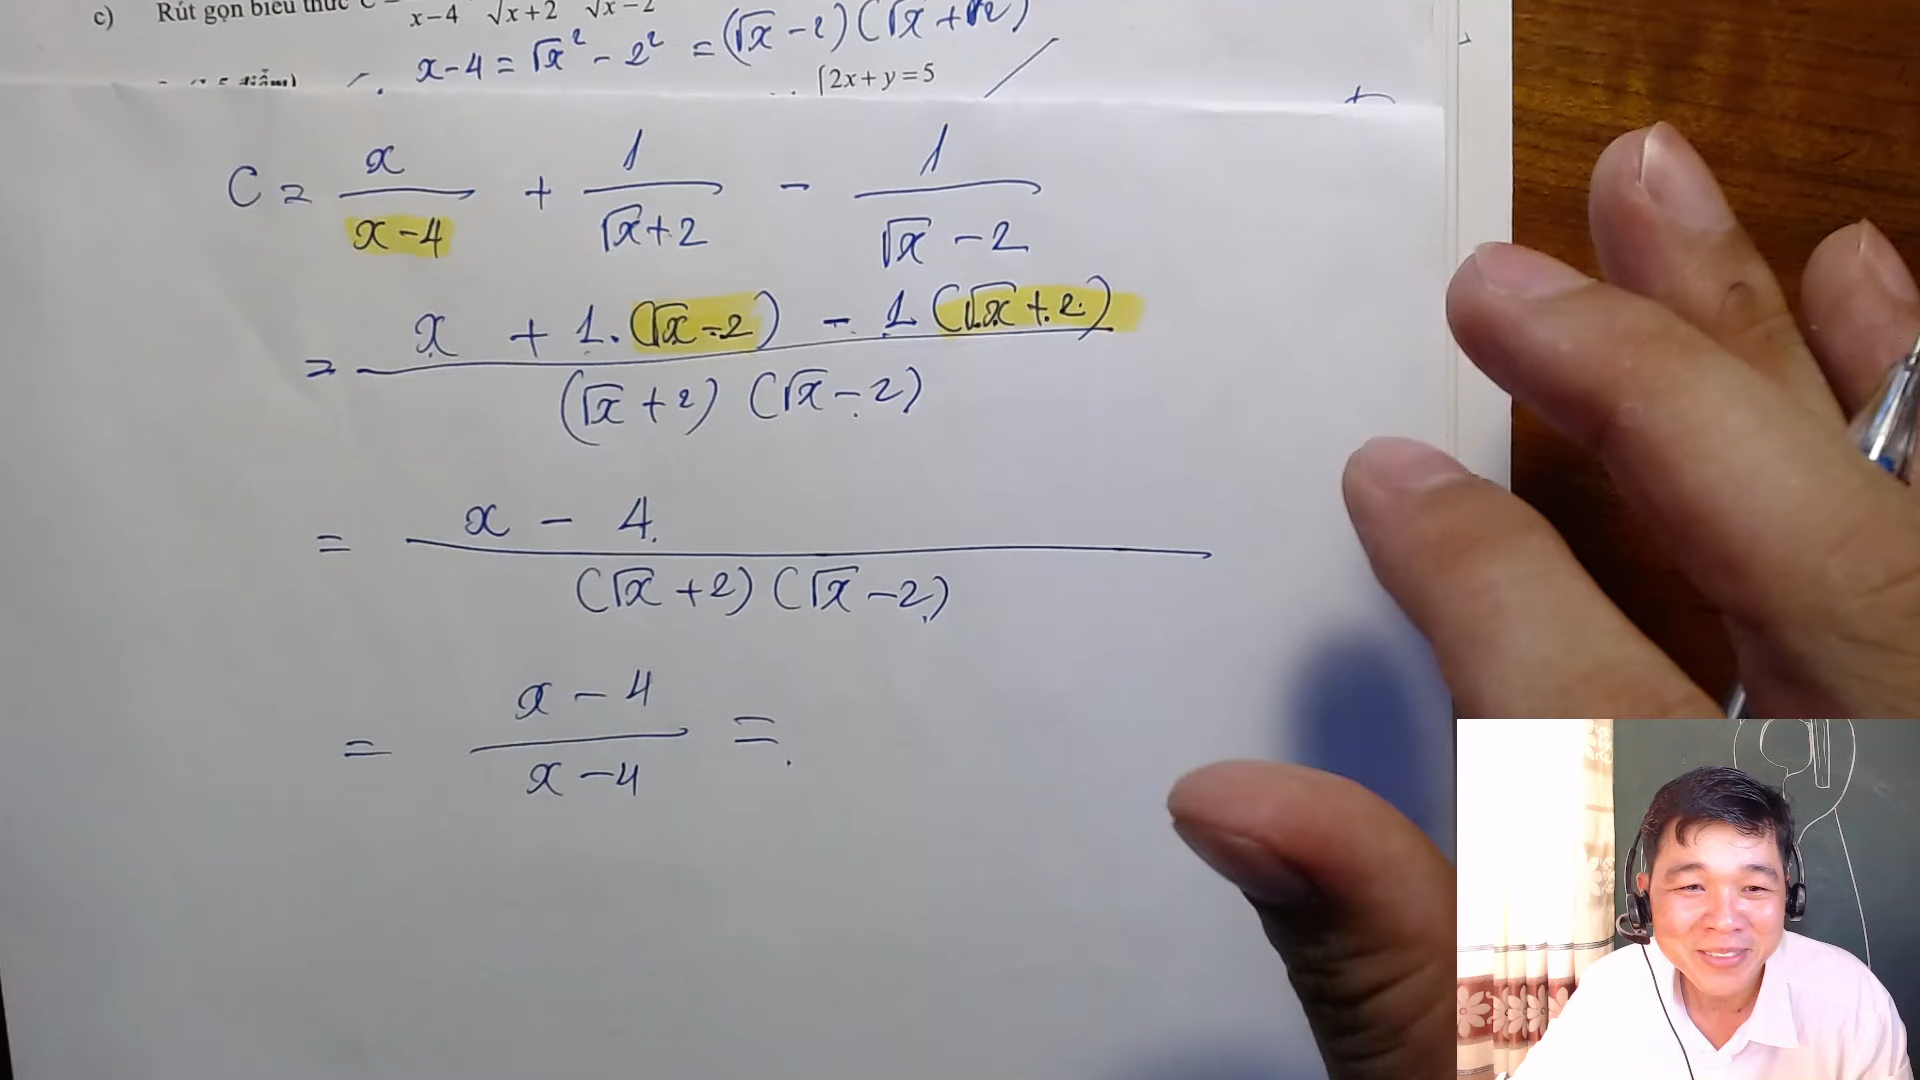 c) Rút gọn biểu thức C =
x−4 √x+2 √x−2
x−4 = √x² − 2² = (√x −2)(√x +2)
{2x + y = 5
C = x/(x−4) + 1/(√x+2) − 1/(√x −2)
= (x + 1.(√x−2) − 1(√x+2))/((√x+2)(√x−2))
= (x − 4)/((√x+2)(√x−2))
= (x − 4)/(x − 4) =